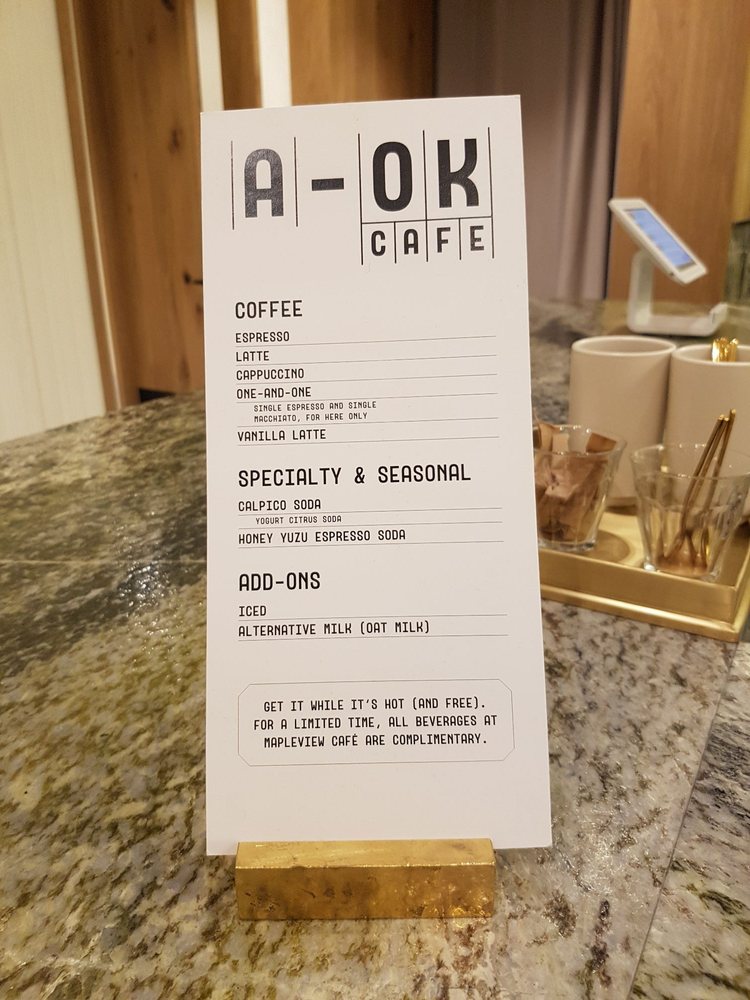 A-OK
CAFE
COFFEE
ESPRESSO
LATTE
CAPPUCCINO
ONE-AND-ONE
SINGLE ESPRESSO AND SINGLE
MACCHIATO, FOR HERE ONLY
VANILLA LATTE
SPECIALTY & SEASONAL
CALPICO SODA
YOGURT CITRUS SODA
HONEY YUZU ESPRESSO SODA
ADD-ONS
ICED
ALTERNATIVE MILK (OAT MILK)
GET IT WHILE IT'S HOT (AND FREE).
FOR A LIMITED TIME, ALL BEVERAGES AT
MAPLEVIEW CAFÉ ARE COMPLIMENTARY.